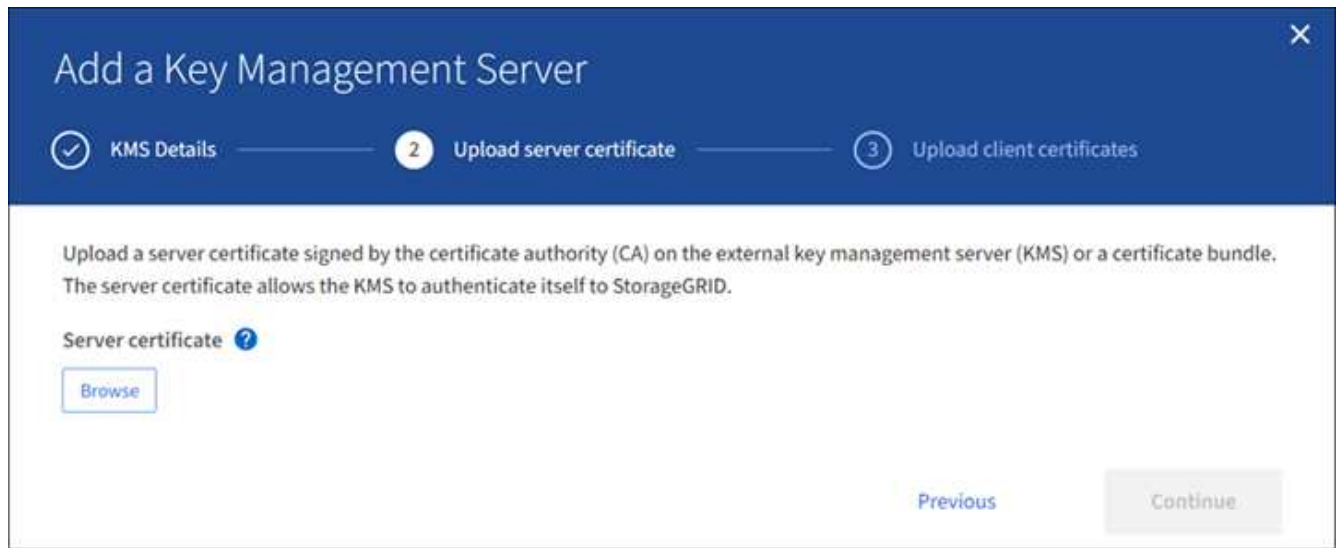 Add a Key Management Server
KMS Details
2 Upload server certificate
3 Upload client certificates
Upload a server certificate signed by the certificate authority (CA) on the external key management server (KMS) or a certificate bundle.
The server certificate allows the KMS to authenticate itself to StorageGRID.
Server certificate ?
Browse
Previous
Continue